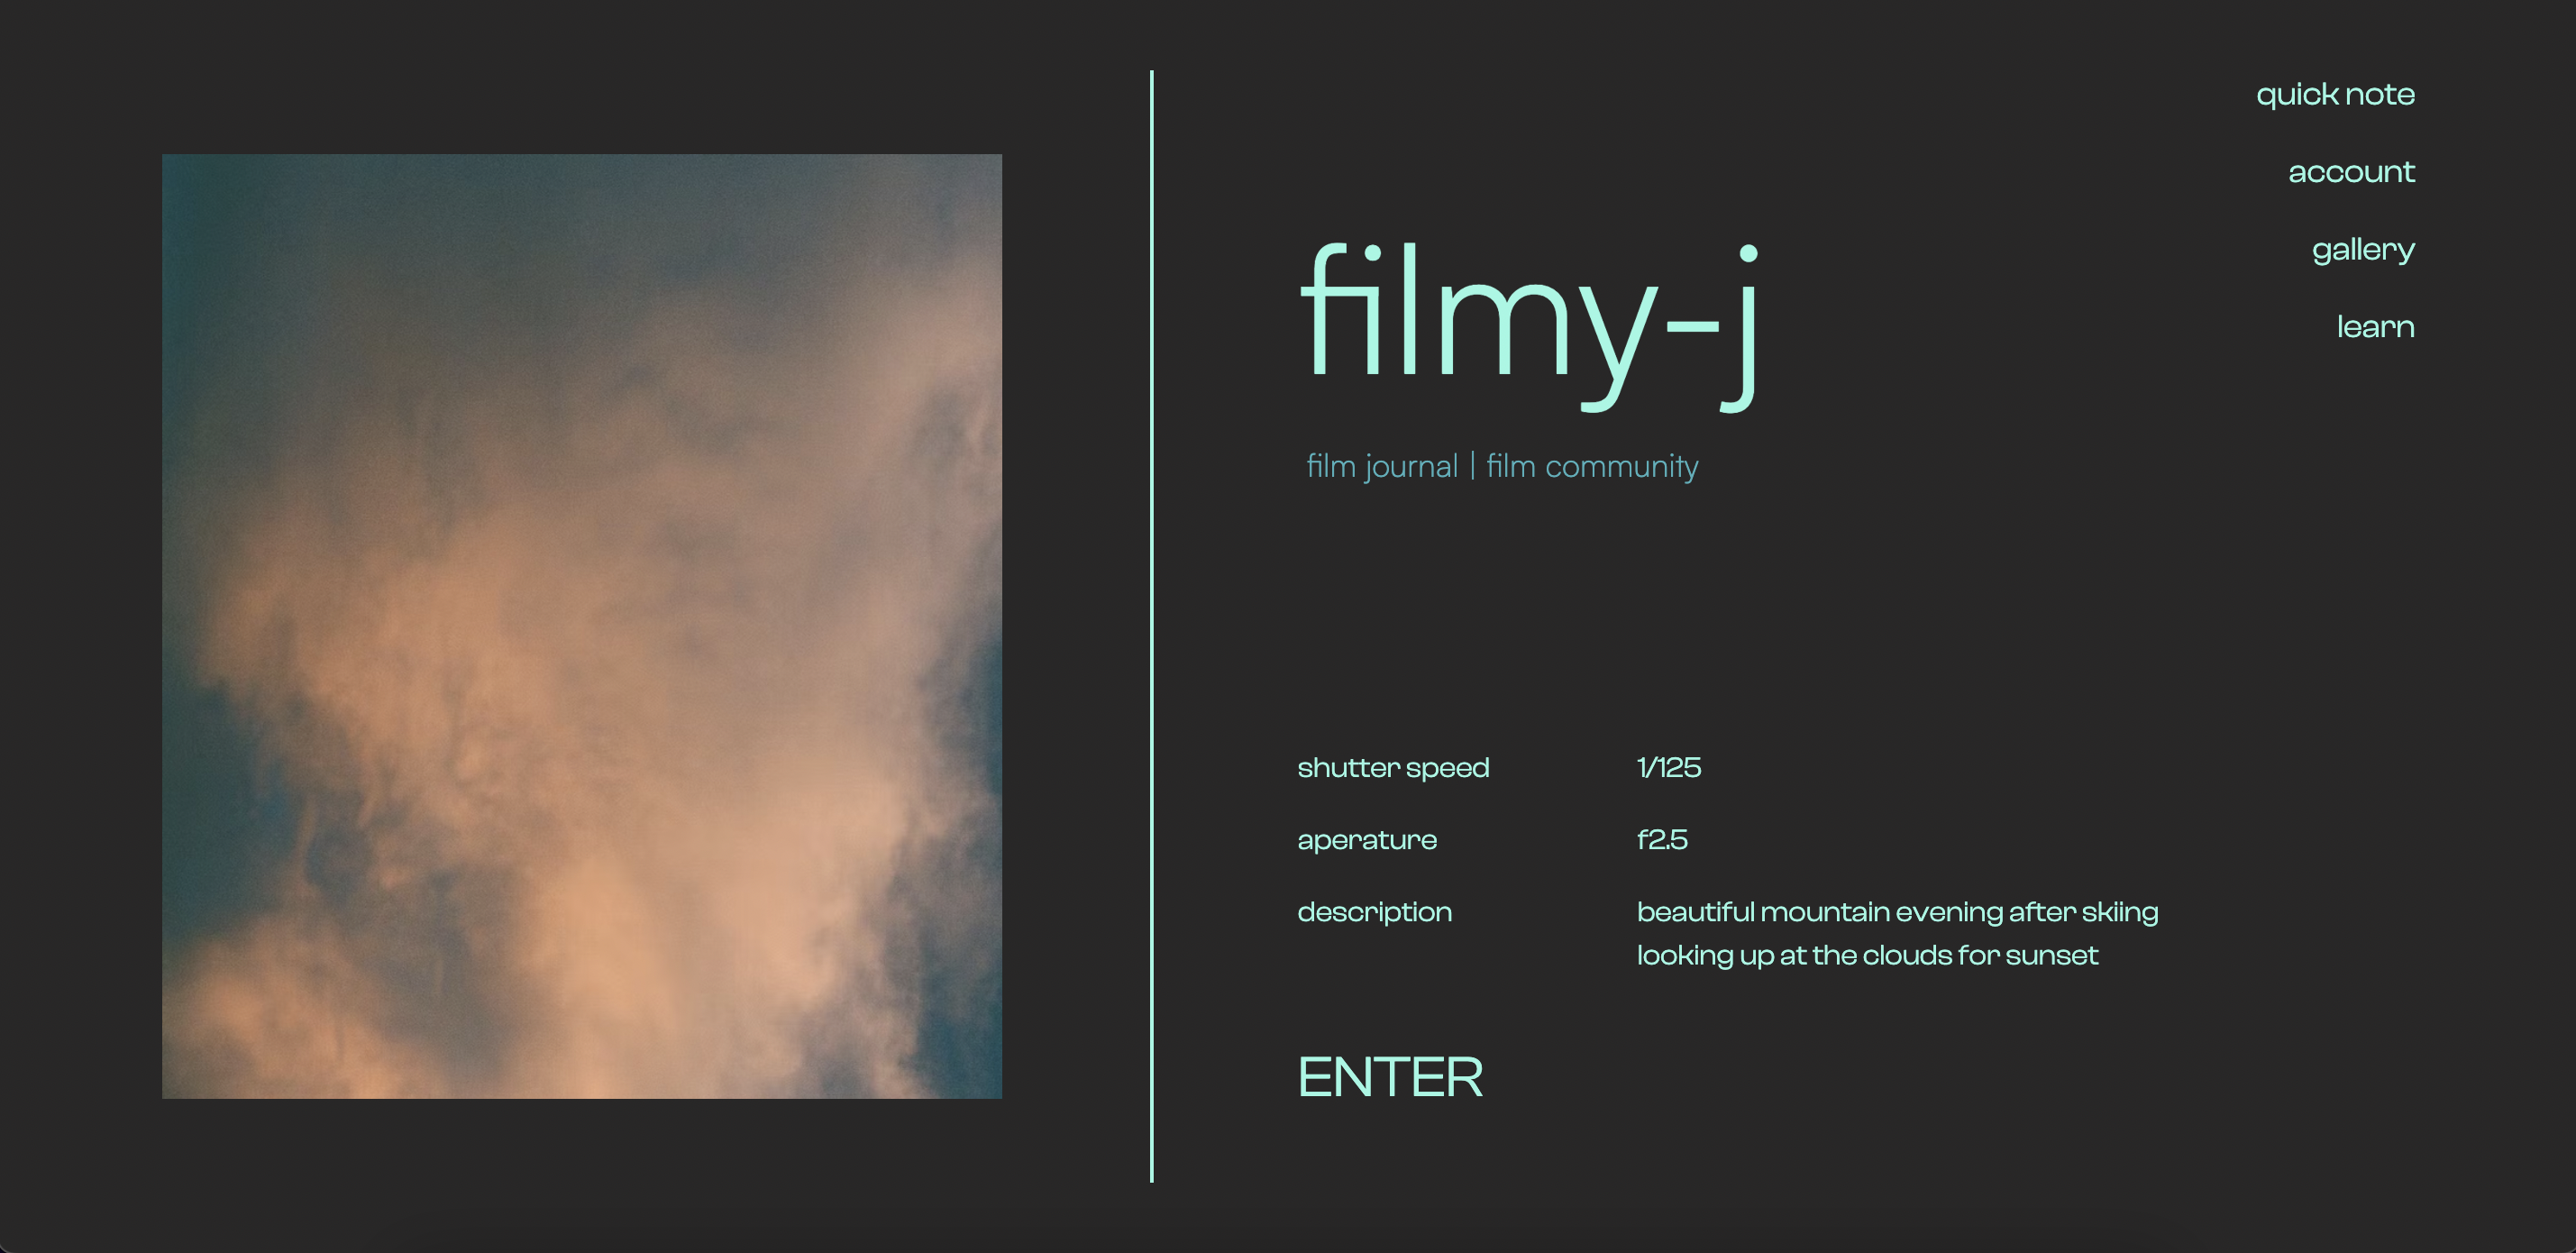 quick note
account
gallery
learn
filmy-j
film journal | film community
shutter speed 1/125
aperature f2.5
description beautiful mountain evening after skiing
looking up at the clouds for sunset
ENTER